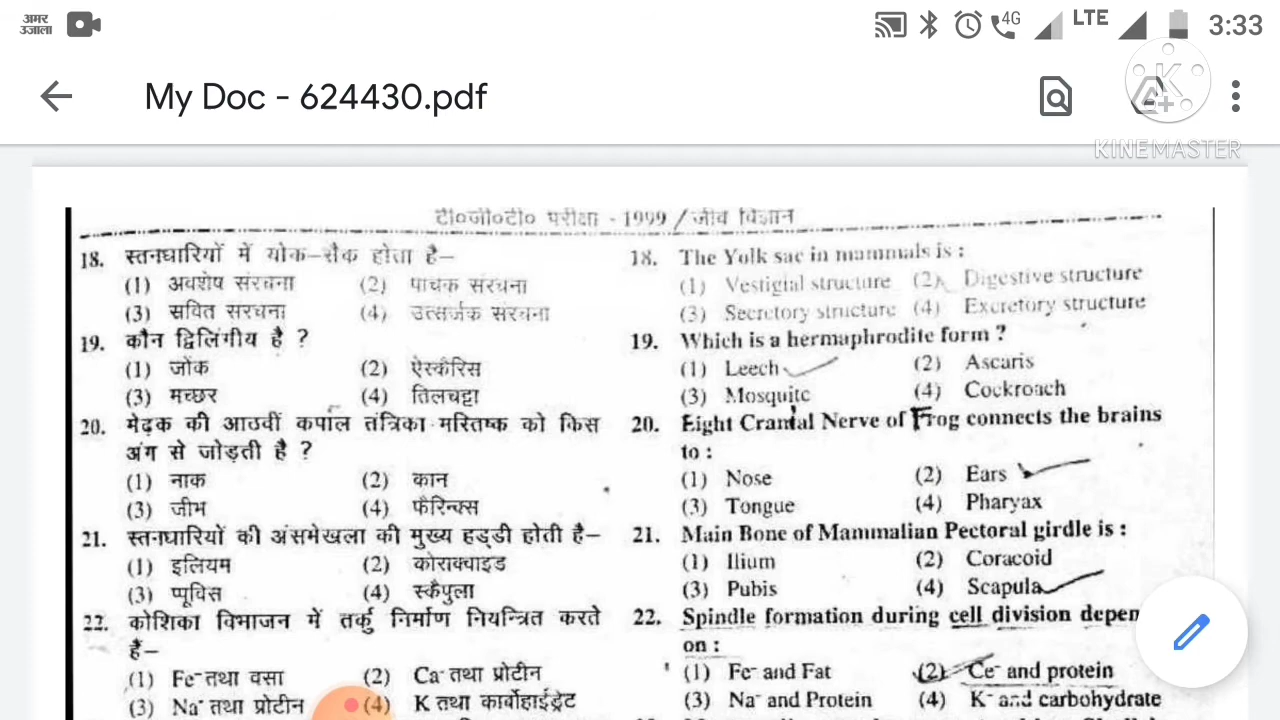 अमर
उजाला
4G LTE 3:33
My Doc - 624430.pdf
KINEMASTER
टी०जी०टी० परीक्षा - 1999 / जीव विज्ञान
18. स्तनघारियों में योक-सैक होता है–
(1) अवशेष संरचना (2) पाचक संरचना
(3) स्रवित संरचना (4) उत्सर्जक संरचना
19. कौन द्विलिंगीय है ?
(1) जोंक (2) ऐस्कैरिस
(3) मच्छर (4) तिलचट्टा
20. मेढ़क की आठवीं कपाल तंत्रिका मस्तिष्क को किस
अंग से जोड़ती है ?
(1) नाक (2) कान
(3) जीभ (4) फैरिन्क्स
21. स्तनघारियों की अंसमेखला की मुख्य हड्डी होती है–
(1) इलियम (2) कोराक्वाइड
(3) प्यूविस (4) स्कैपुला
22. कोशिका विभाजन में तर्कु निर्माण नियन्त्रित करते
हैं–
(1) Fe⁻ तथा वसा (2) Ca⁻ तथा प्रोटीन
(3) Na⁻ तथा प्रोटीन (4) K तथा कार्बोहाईड्रेट
18. The Yolk sac in mammals is :
(1) Vestigial structure (2) Digestive structure
(3) Secretory structure (4) Excretory structure
19. Which is a hermaphrodite form ?
(1) Leech (2) Ascaris
(3) Mosquitc (4) Cockroach
20. Eight Cranial Nerve of Frog connects the brains
to :
(1) Nose (2) Ears
(3) Tongue (4) Pharyax
21. Main Bone of Mammalian Pectoral girdle is :
(1) Ilium (2) Coracoid
(3) Pubis (4) Scapula
22. Spindle formation during cell division depen
on :
(1) Fe⁻ and Fat (2) Ce⁻ and protein
(3) Na⁻ and Protein (4) K⁻ and carbohydrate